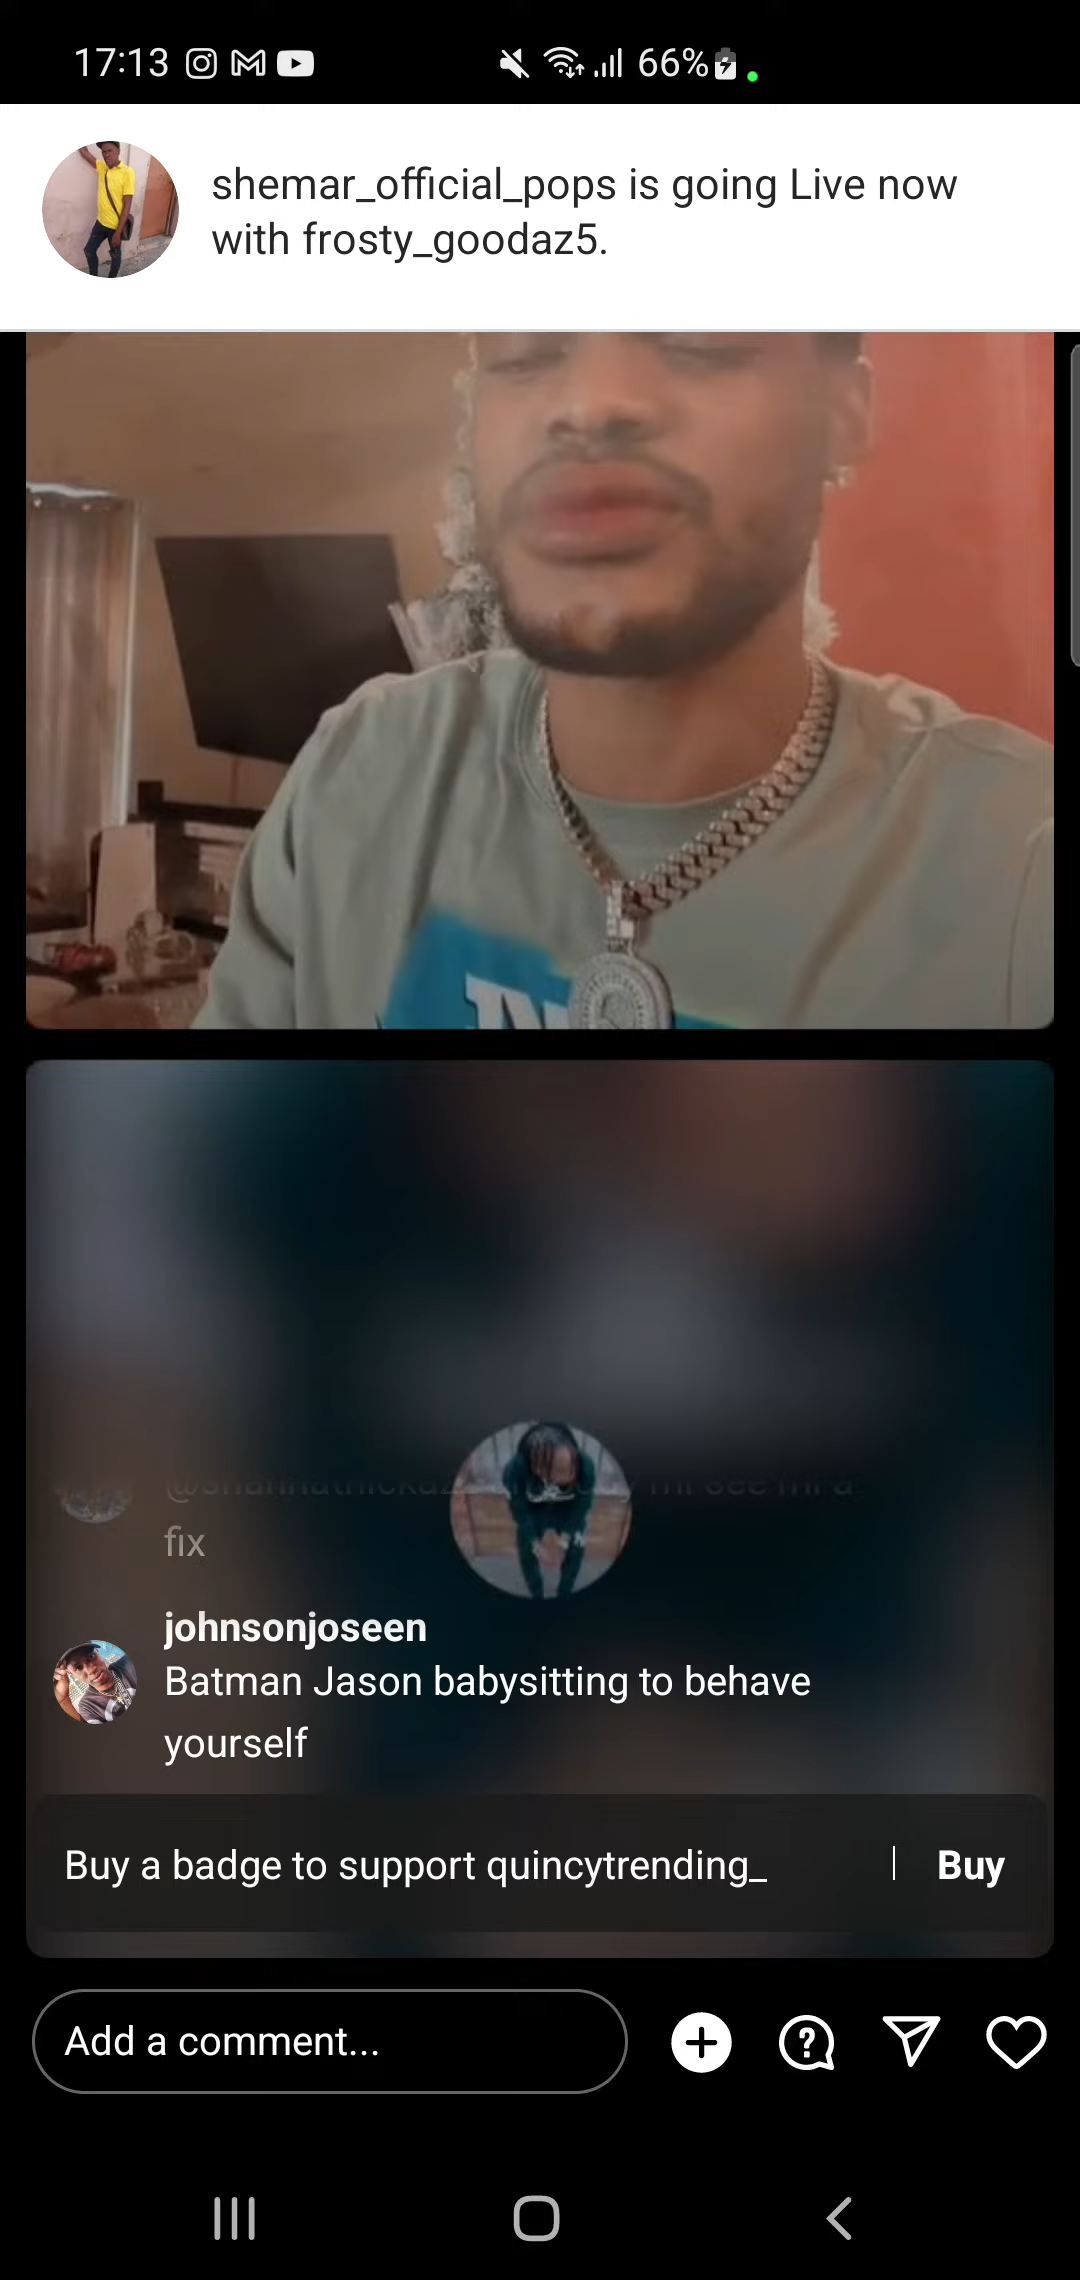 17:13
66%
shemar_official_pops is going Live now
with frosty_goodaz5.
fix
johnsonjoseen
Batman Jason babysitting to behave
yourself
Buy a badge to support quincytrending_ | Buy
Add a comment...